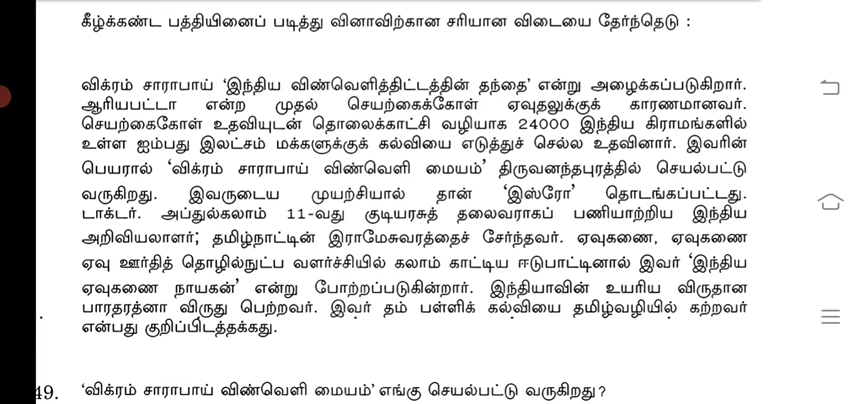 கீழ்க்கண்ட பத்தியினைப் படித்து வினாவிற்கான சரியான விடையை தேர்ந்தெடு :
விக்ரம் சாராபாய் ‘இந்திய விண்வெளித்திட்டத்தின் தந்தை’ என்று அழைக்கப்படுகிறார்.
ஆரியபட்டா என்ற முதல் செயற்கைக்கோள் ஏவுதலுக்குக் காரணமானவர்.
செயற்கைகோள் உதவியுடன் தொலைக்காட்சி வழியாக 24000 இந்திய கிராமங்களில்
உள்ள ஐம்பது இலட்சம் மக்களுக்குக் கல்வியை எடுத்துச் செல்ல உதவினார். இவரின்
பெயரால் ‘விக்ரம் சாராபாய் விண்வெளி மையம்’ திருவனந்தபுரத்தில் செயல்பட்டு
வருகிறது. இவருடைய முயற்சியால் தான் ‘இஸ்ரோ’ தொடங்கப்பட்டது.
டாக்டர். அப்துல்கலாம் 11-வது குடியரசுத் தலைவராகப் பணியாற்றிய இந்திய
அறிவியலாளர்; தமிழ்நாட்டின் இராமேசுவரத்தைச் சேர்ந்தவர். ஏவுகணை, ஏவுகணை
ஏவு ஊர்தித் தொழில்நுட்ப வளர்ச்சியில் கலாம் காட்டிய ஈடுபாட்டினால் இவர் ‘இந்திய
ஏவுகணை நாயகன்’ என்று போற்றப்படுகின்றார். இந்தியாவின் உயரிய விருதான
பாரதரத்னா விருது பெற்றவர். இவர் தம் பள்ளிக் கல்வியை தமிழ்வழியில் கற்றவர்
என்பது குறிப்பிடத்தக்கது.
49. ‘விக்ரம் சாராபாய் விண்வெளி மையம்’ எங்கு செயல்பட்டு வருகிறது?